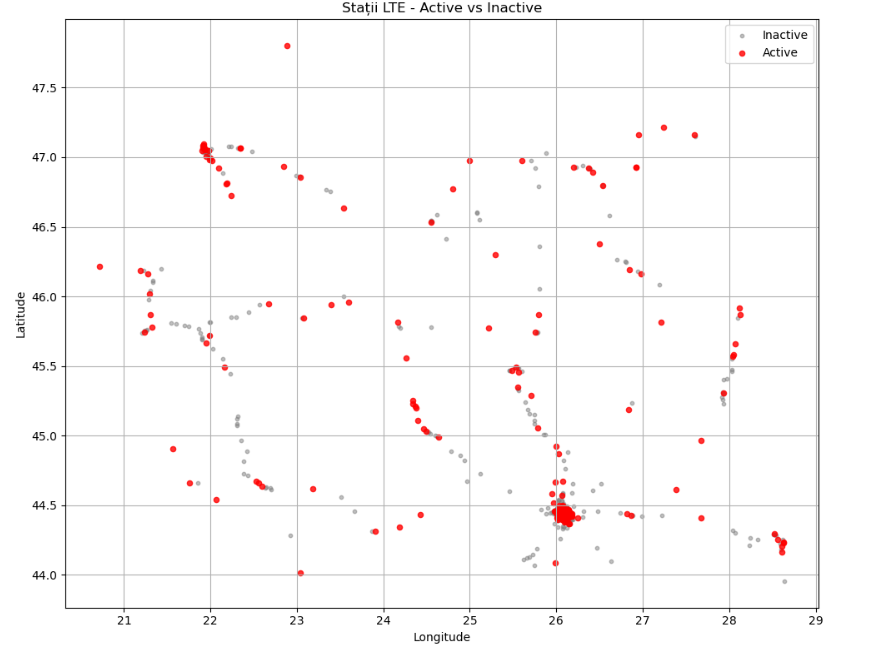 Stații LTE - Active vs Inactive
Inactive
Active
47.5
47.0
46.5
46.0
45.5
45.0
44.5
44.0
Latitude
21 22 23 24 25 26 27 28 29
Longitude